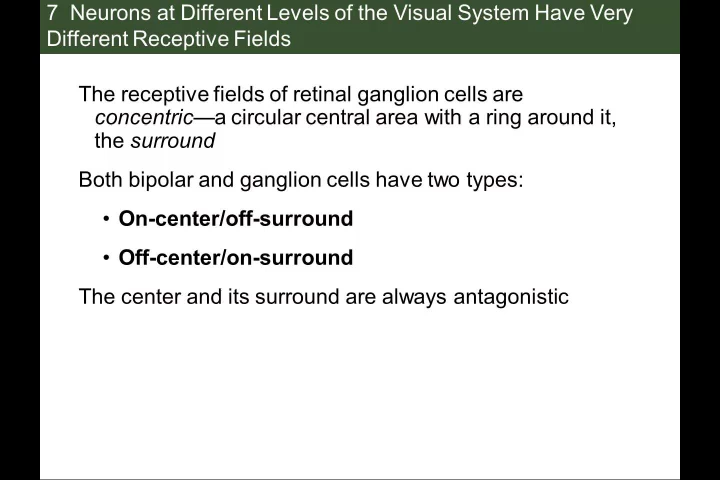 7 Neurons at Different Levels of the Visual System Have Very
Different Receptive Fields
The receptive fields of retinal ganglion cells are
concentric—a circular central area with a ring around it,
the surround
Both bipolar and ganglion cells have two types:
• On-center/off-surround
• Off-center/on-surround
The center and its surround are always antagonistic